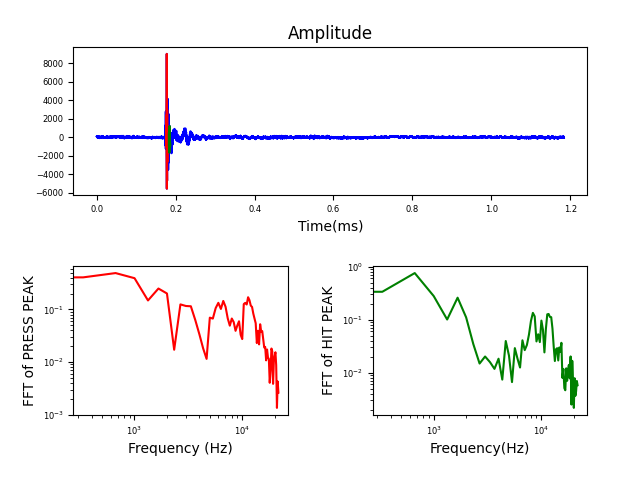 Amplitude
8000
6000
4000
2000
0
−2000
−4000
−6000
0.0 0.2 0.4 0.6 0.8 1.0 1.2
Time(ms)
FFT of PRESS PEAK
10⁻¹
10⁻²
10⁻³
10³ 10⁴
Frequency (Hz)
FFT of HIT PEAK
10⁰
10⁻¹
10⁻²
10³ 10⁴
Frequency(Hz)